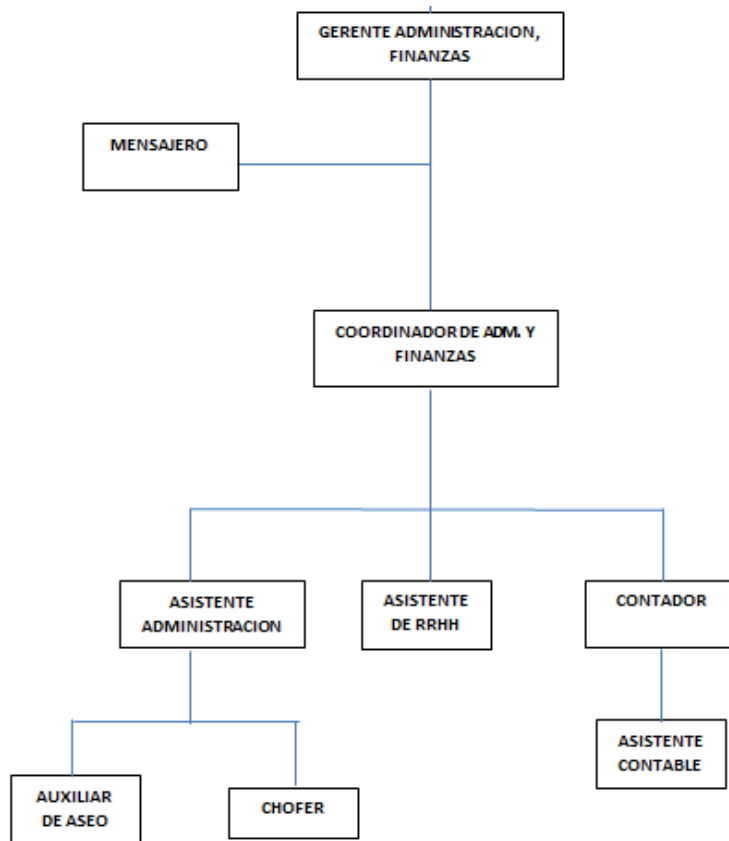 GERENTE ADMINISTRACION,
FINANZAS
MENSAJERO
COORDINADOR DE ADM. Y
FINANZAS
ASISTENTE
ADMINISTRACION
ASISTENTE
DE RRHH
CONTADOR
ASISTENTE
CONTABLE
AUXILIAR
DE ASEO
CHOFER